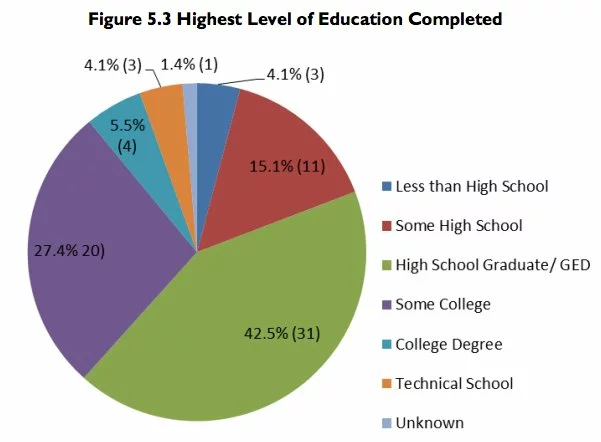 Figure 5.3 Highest Level of Education Completed
4.1% (3)
1.4% (1)
4.1% (3)
5.5%
(4)
15.1% (11)
27.4% 20)
42.5% (31)
Less than High School
Some High School
High School Graduate/ GED
Some College
College Degree
Technical School
Unknown